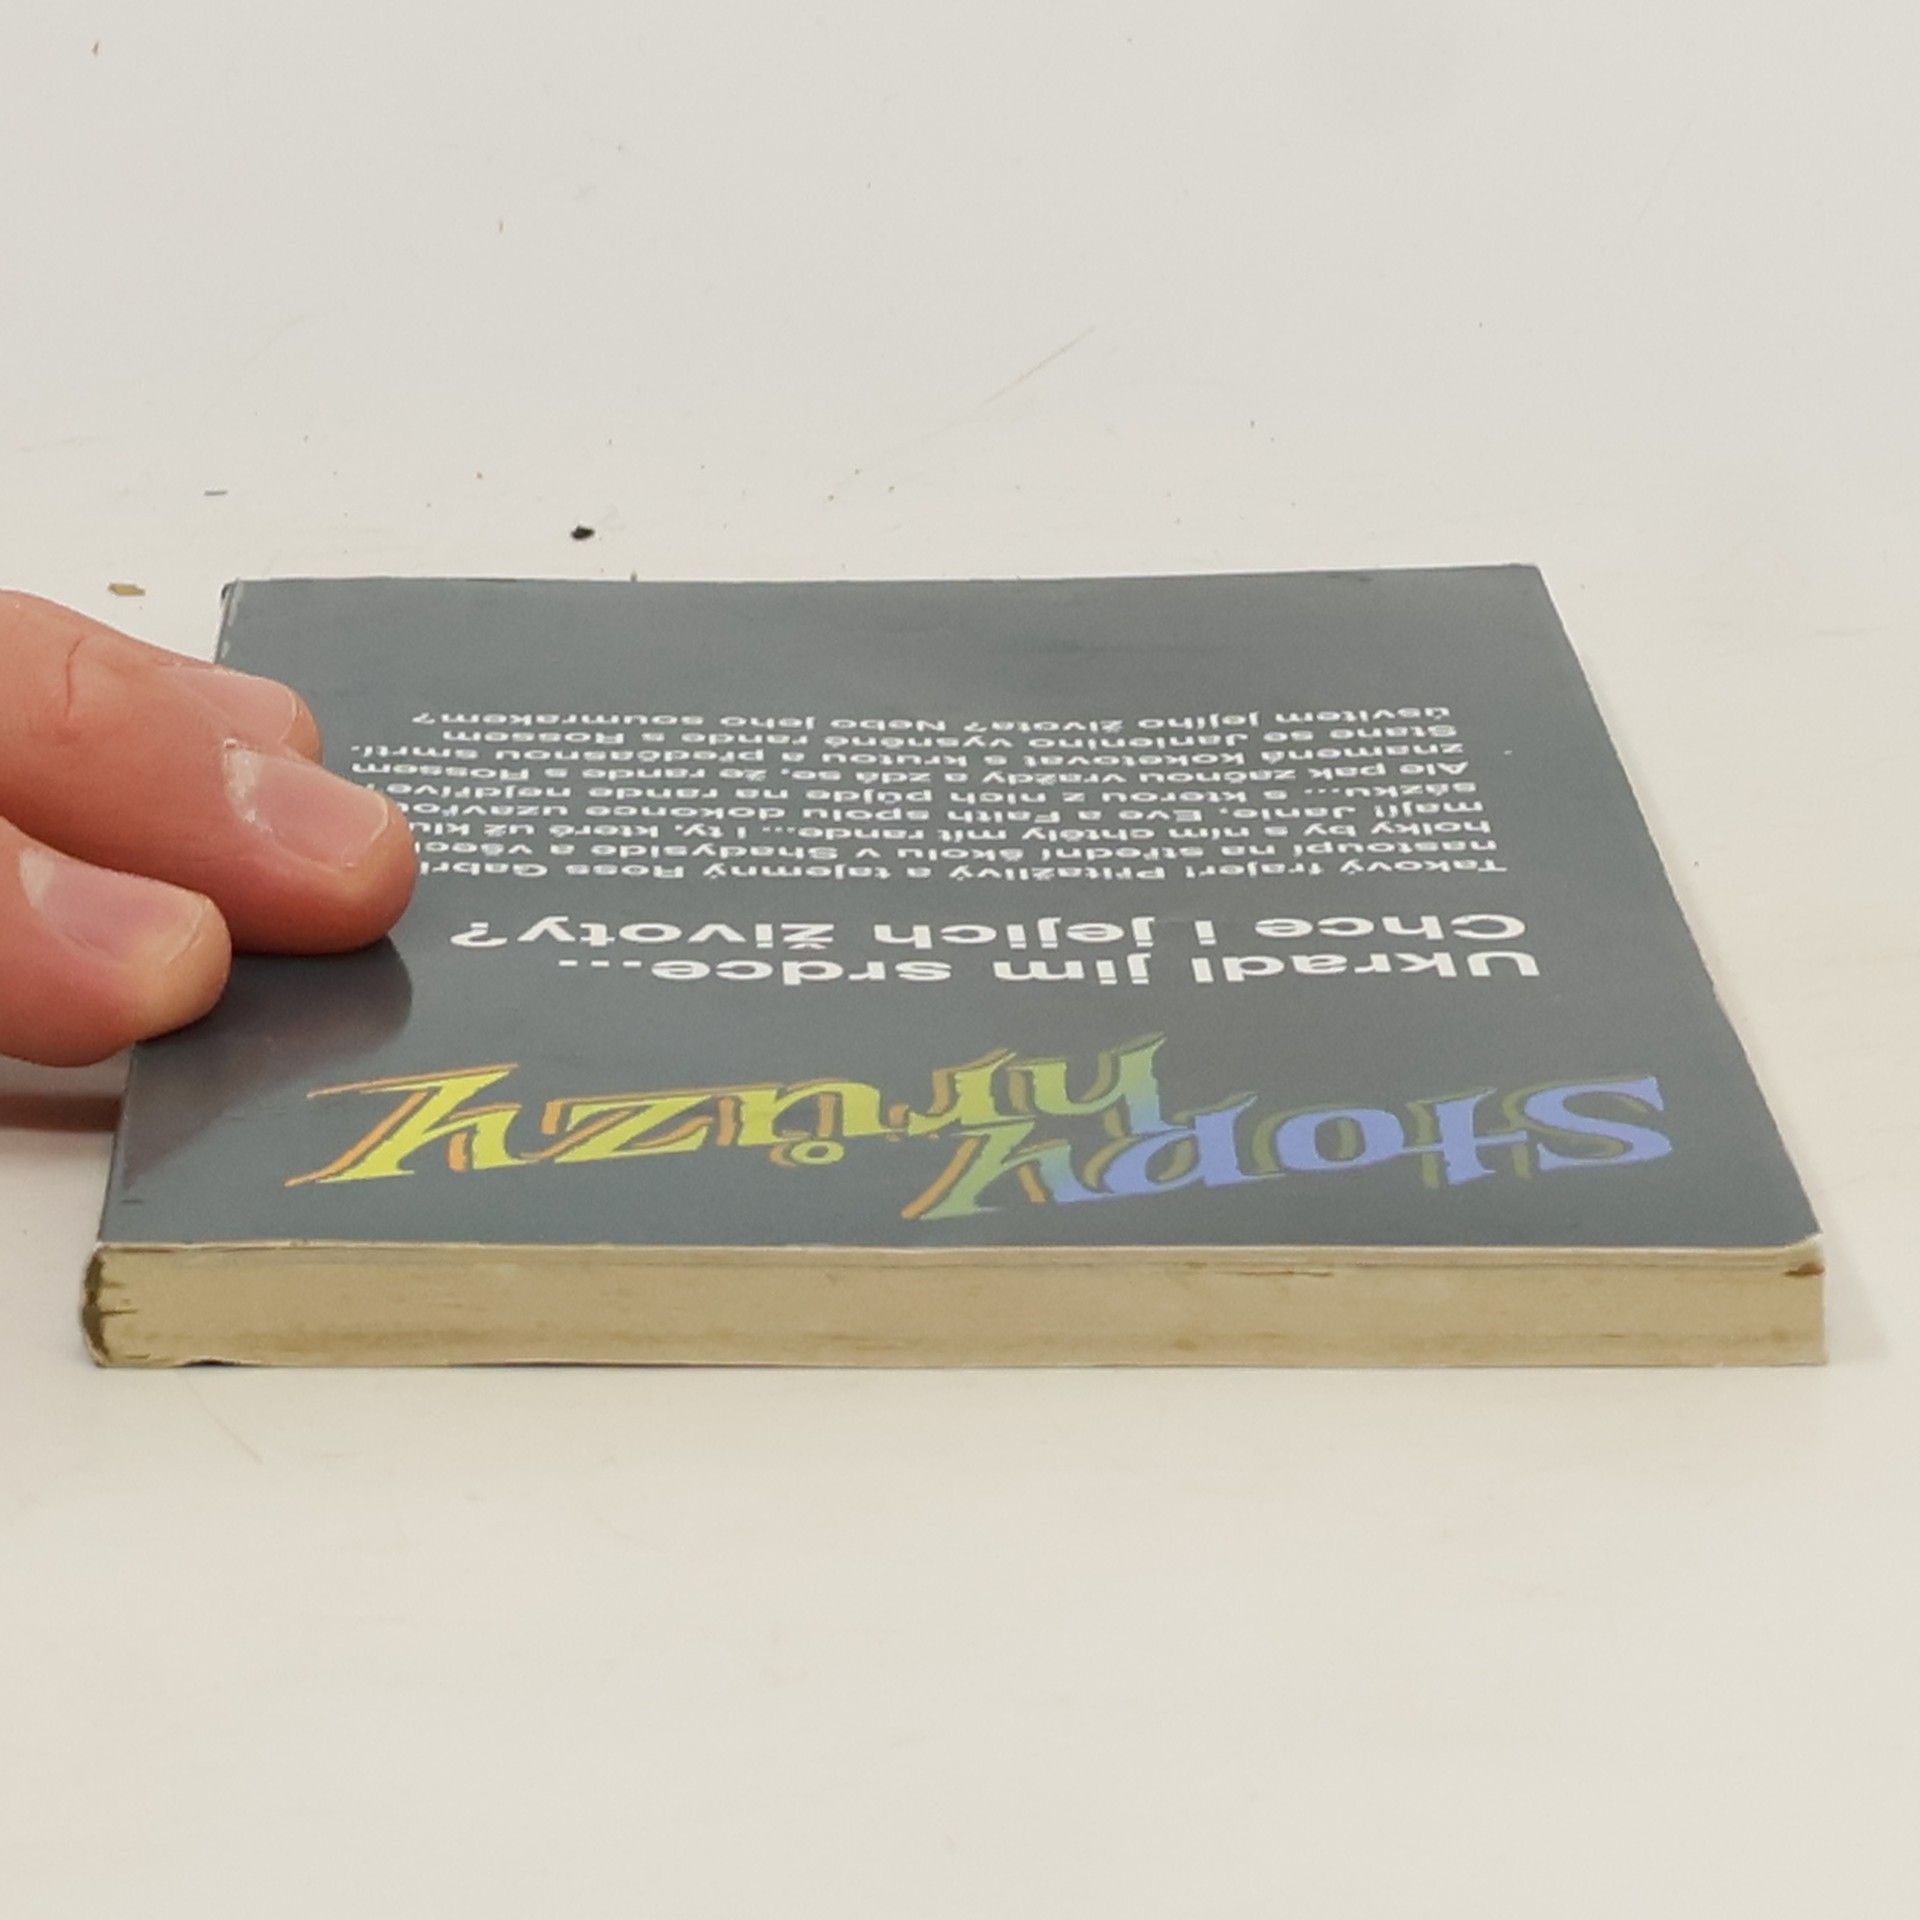 Stopy
hrůzy
Ukradl jim srdce...
Chce i jejich životy?
Takový frajer! Přitažlivý a tajemný Ross Gabri
nastoupí na střední školu v Shadyside a všech
holky by s ním chtěly mít rande... i ty, které už klu
mají! Janie, Eve a Faith spolu dokonce uzavřou
sázku... s kterou z nich půjde na rande nejdříve.
Ale pak začnou vraždy a zdá se, že rande s Rossem
znamená koketovat s krutou a předčasnou smrtí.
Stane se Janienino vysněné rande s Rossem
úsvitem jejího života? Nebo jeho soumrakem?